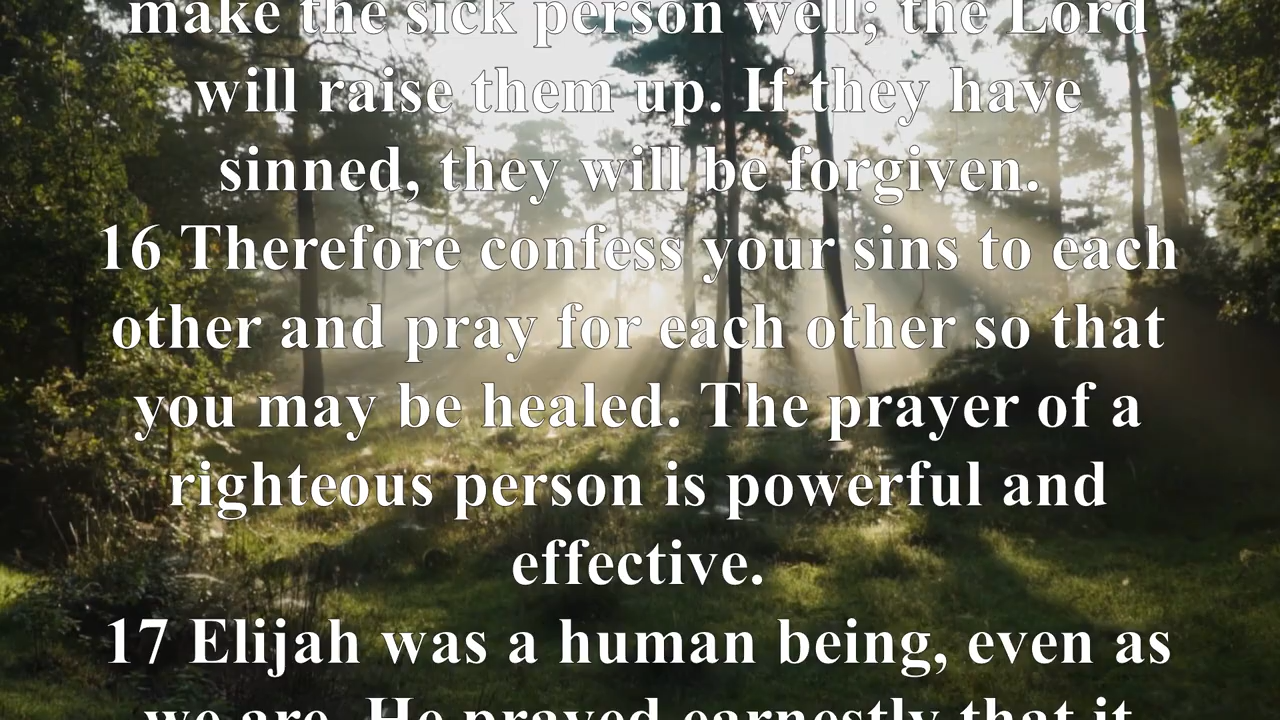 make the sick person well; the Lord
will raise them up. If they have
sinned, they will be forgiven.
16 Therefore confess your sins to each
other and pray for each other so that
you may be healed. The prayer of a
righteous person is powerful and
effective.
17 Elijah was a human being, even as
we are. He prayed earnestly that it